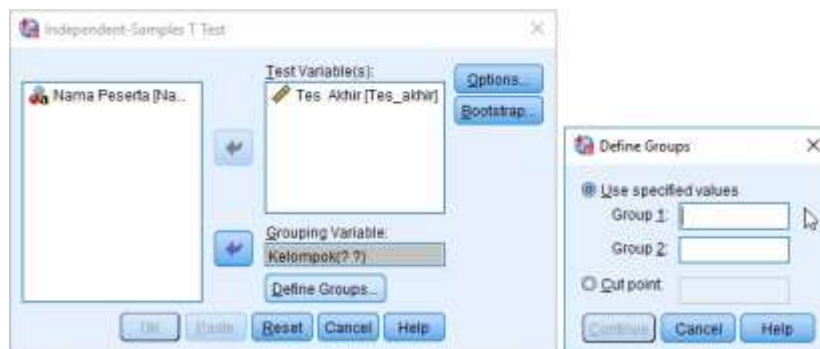 Independent-Samples T Test
Nama Peserta [Na...
Test Variable(s):
Tes Akhir [Tes_akhir]
Options...
Bootstrap...
Grouping Variable:
Kelompok(? ?)
Define Groups...
OK Paste Reset Cancel Help
Define Groups
Use specified values
Group 1:
Group 2:
Cut point:
Continue Cancel Help